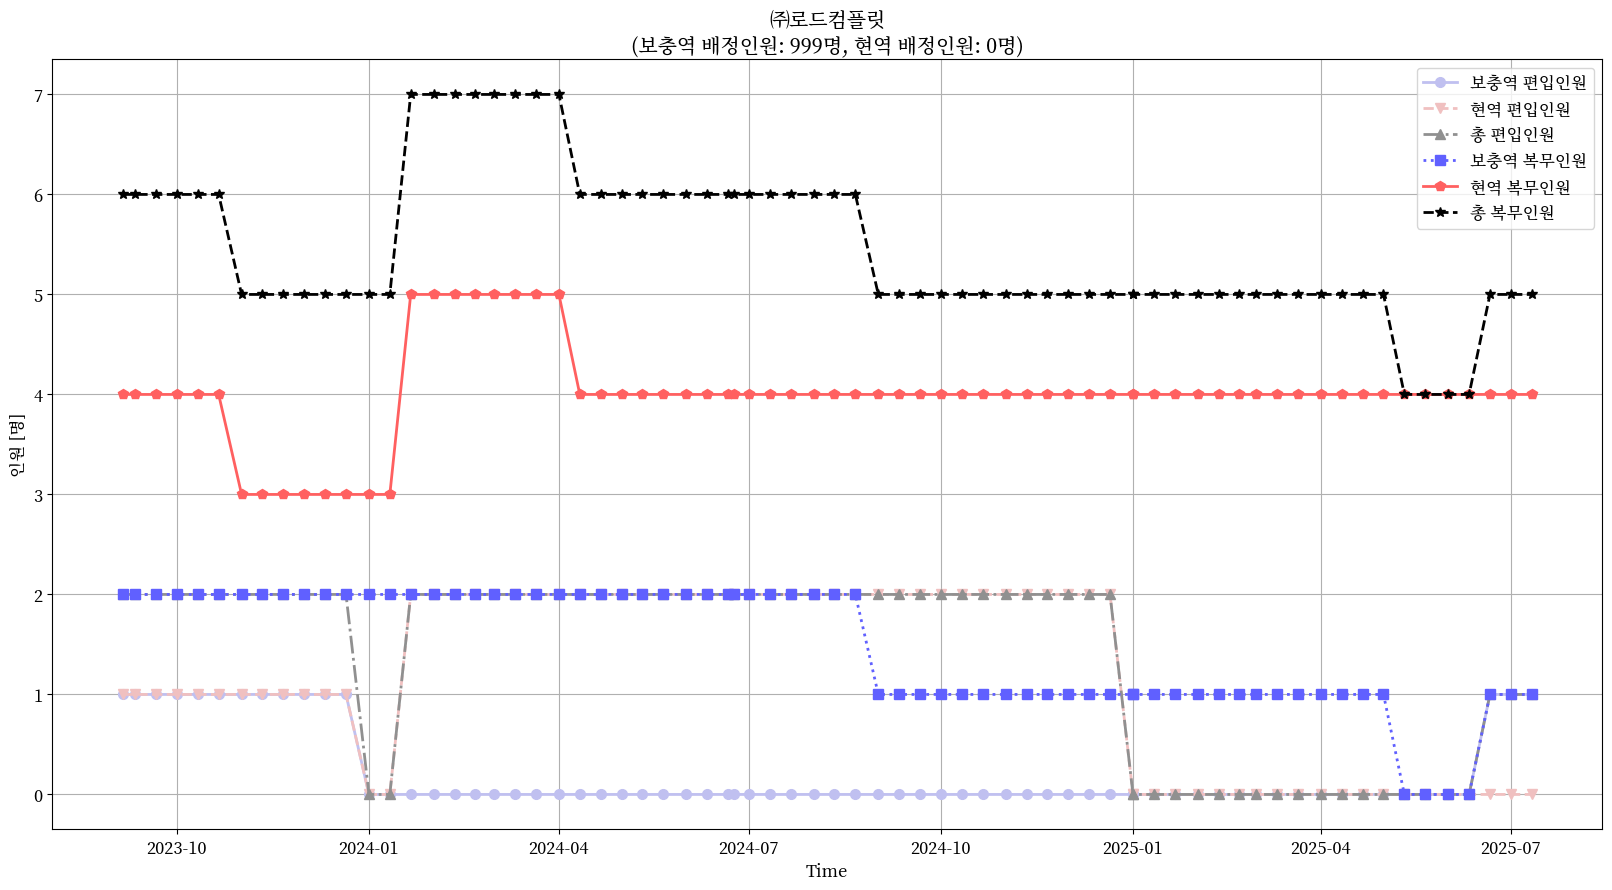 ㈜로드컴플릿
(보충역 배정인원: 999명, 현역 배정인원: 0명)
보충역 편입인원
현역 편입인원
총 편입인원
보충역 복무인원
현역 복무인원
총 복무인원
인원 [명]
7
6
5
4
3
2
1
0
2023-10
2024-01
2024-04
2024-07
2024-10
2025-01
2025-04
2025-07
Time